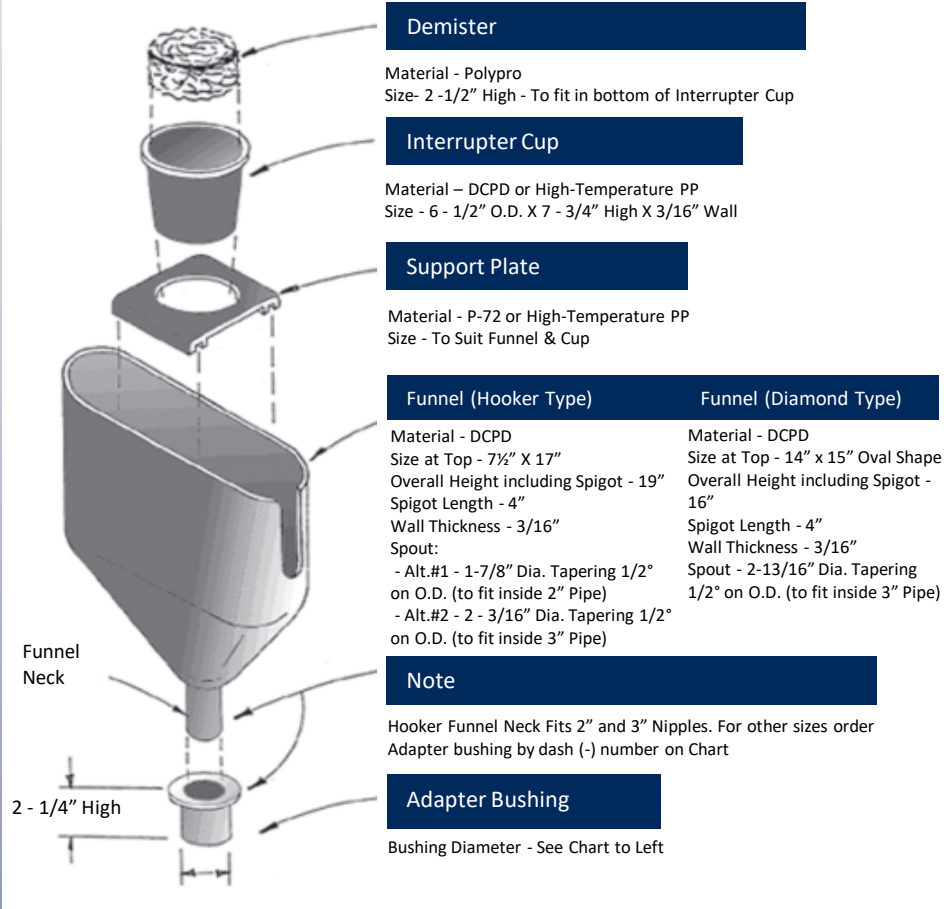 Demister
Material - Polypro
Size- 2 -1/2” High - To fit in bottom of Interrupter Cup
Interrupter Cup
Material – DCPD or High-Temperature PP
Size - 6 - 1/2” O.D. X 7 - 3/4” High X 3/16” Wall
Support Plate
Material - P-72 or High-Temperature PP
Size - To Suit Funnel & Cup
Funnel (Hooker Type)
Material - DCPD
Size at Top - 7½” X 17”
Overall Height including Spigot - 19”
Spigot Length - 4”
Wall Thickness - 3/16”
Spout:
- Alt.#1 - 1-7/8” Dia. Tapering 1/2°
on O.D. (to fit inside 2” Pipe)
- Alt.#2 - 2 - 3/16” Dia. Tapering 1/2°
on O.D. (to fit inside 3” Pipe)
Funnel (Diamond Type)
Material - DCPD
Size at Top - 14” x 15” Oval Shape
Overall Height including Spigot -
16”
Spigot Length - 4”
Wall Thickness - 3/16”
Spout - 2-13/16” Dia. Tapering
1/2° on O.D. (to fit inside 3” Pipe)
Funnel
Neck
Note
Hooker Funnel Neck Fits 2” and 3” Nipples. For other sizes order
Adapter bushing by dash (-) number on Chart
2 - 1/4” High
Adapter Bushing
Bushing Diameter - See Chart to Left